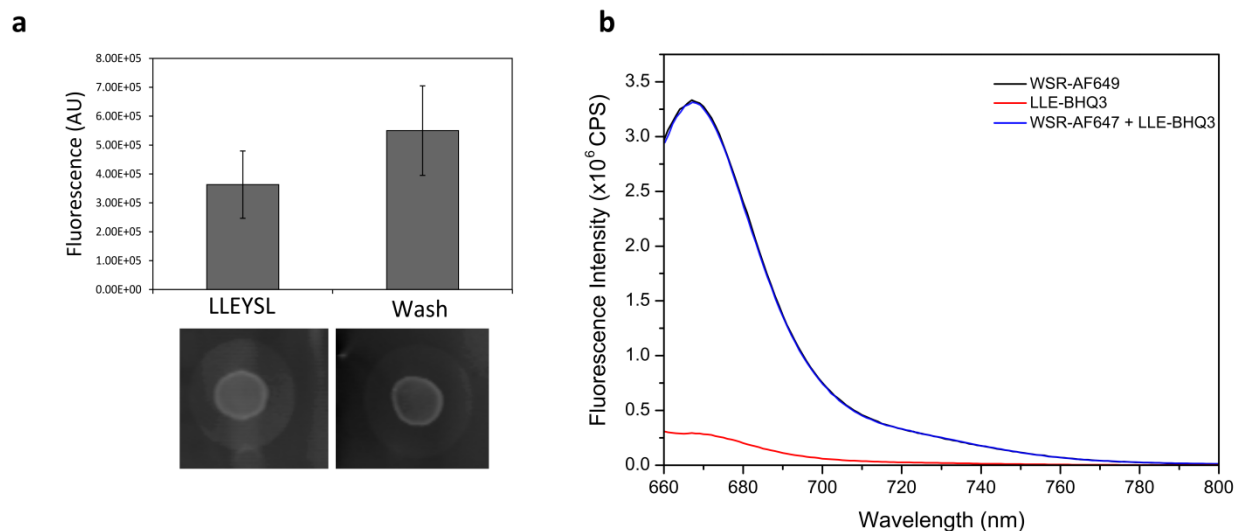 a
Fluorescence (AU)
8.00E+05
7.00E+05
6.00E+05
5.00E+05
4.00E+05
3.00E+05
2.00E+05
1.00E+05
0.00E+00
LLEYSL
Wash
b
Fluorescence Intensity (x10⁶ CPS)
3.5
3.0
2.5
2.0
1.5
1.0
0.5
0.0
WSR-AF649
LLE-BHQ3
WSR-AF647 + LLE-BHQ3
660
680
700
720
740
760
780
800
Wavelength (nm)